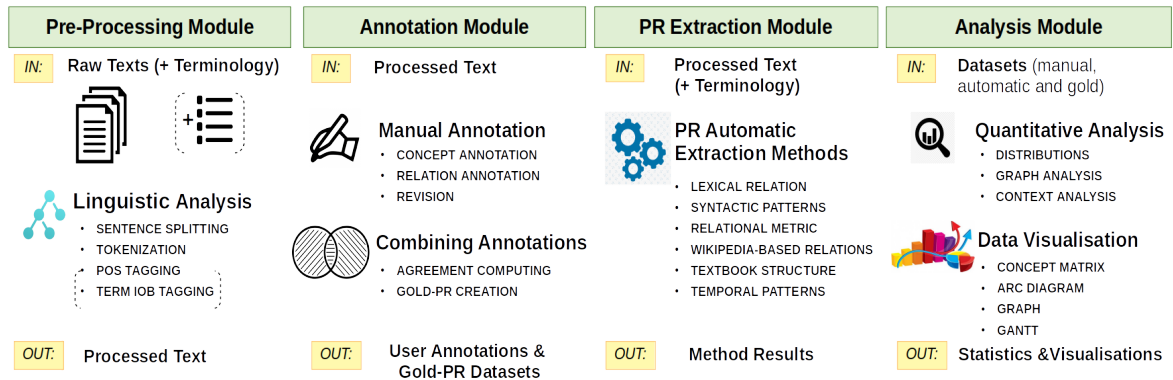 Pre-Processing Module
IN:
Raw Texts (+ Terminology)
+
Linguistic Analysis
• SENTENCE SPLITTING
• TOKENIZATION
• POS TAGGING
• TERM IOB TAGGING
OUT:
Processed Text
Annotation Module
IN:
Processed Text
Manual Annotation
• CONCEPT ANNOTATION
• RELATION ANNOTATION
• REVISION
Combining Annotations
• AGREEMENT COMPUTING
• GOLD-PR CREATION
OUT:
User Annotations &
Gold-PR Datasets
PR Extraction Module
IN:
Processed Text
(+ Terminology)
PR Automatic
Extraction Methods
• LEXICAL RELATION
• SYNTACTIC PATTERNS
• RELATIONAL METRIC
• WIKIPEDIA-BASED RELATIONS
• TEXTBOOK STRUCTURE
• TEMPORAL PATTERNS
OUT:
Method Results
Analysis Module
IN:
Datasets (manual,
automatic and gold)
Quantitative Analysis
• DISTRIBUTIONS
• GRAPH ANALYSIS
• CONTEXT ANALYSIS
Data Visualisation
• CONCEPT MATRIX
• ARC DIAGRAM
• GRAPH
• GANTT
OUT:
Statistics &Visualisations